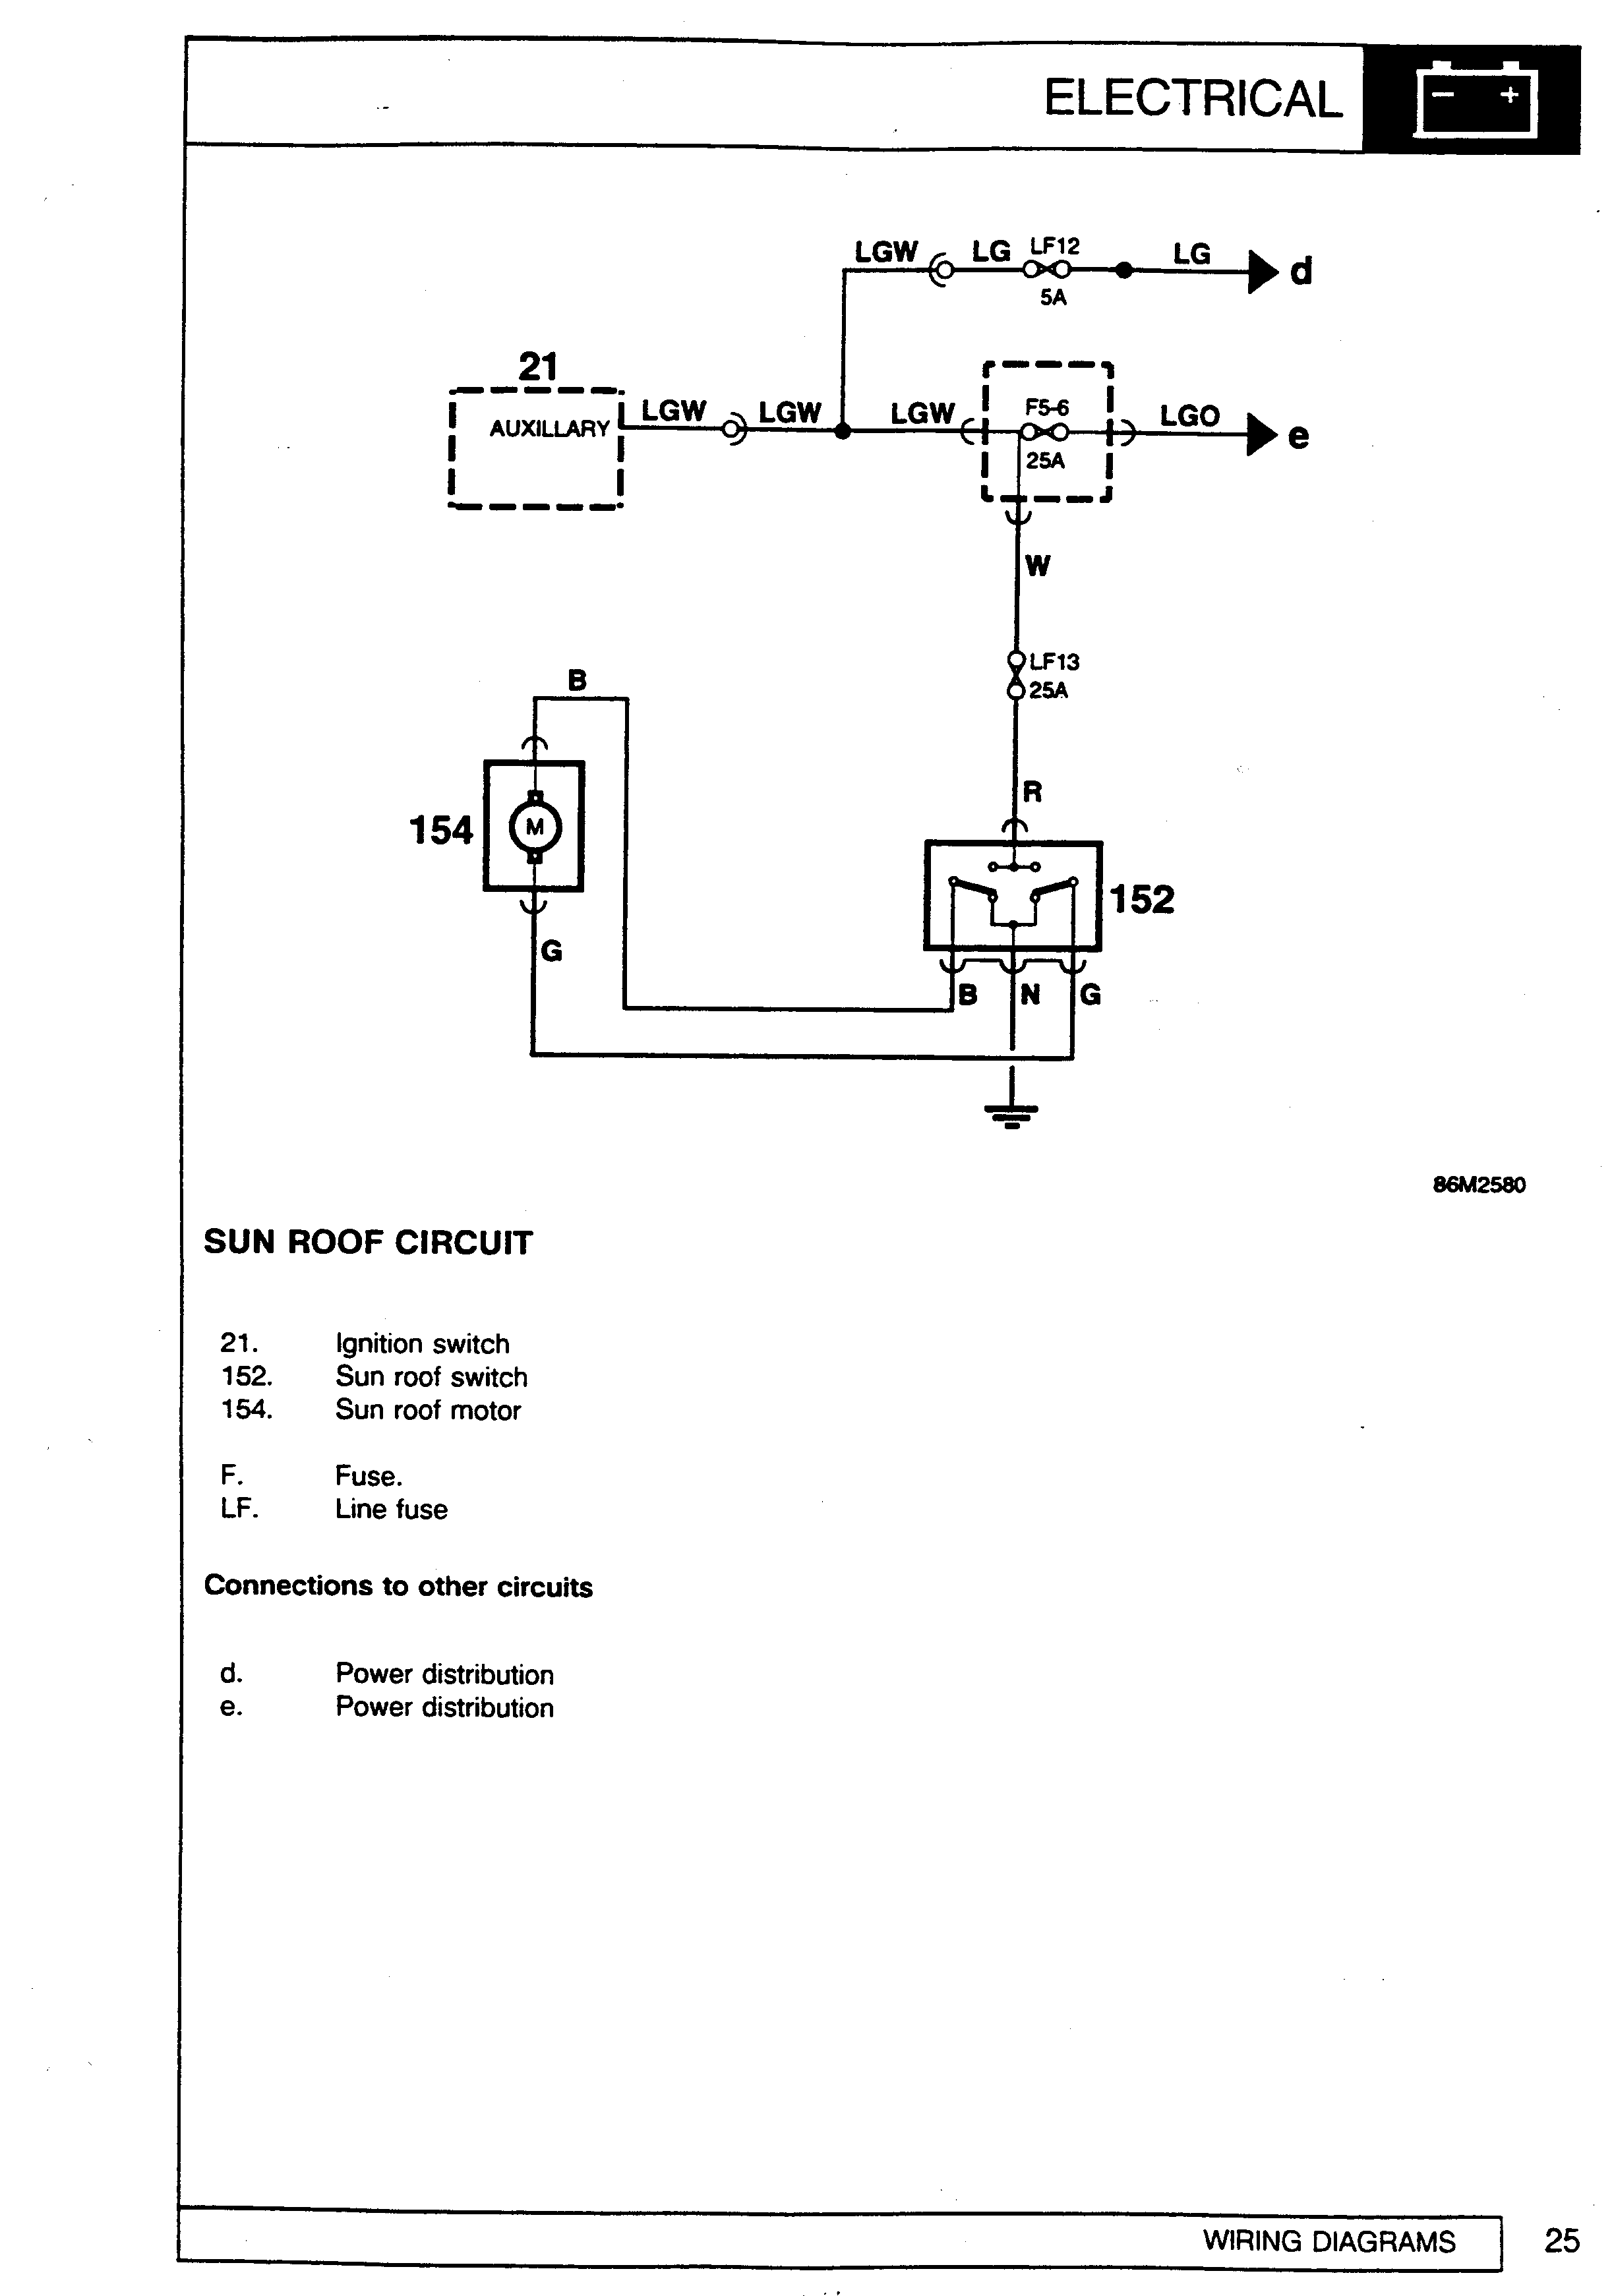 ELECTRICAL
LGW LG LF12 LG d
5A
21
AUXILLARY LGW LGW LGW F5-6 LGO e
25A
W
LF13
25A
B
R
154 M
152
G
B N G
86M2580
SUN ROOF CIRCUIT
21. Ignition switch
152. Sun roof switch
154. Sun roof motor
F. Fuse.
LF. Line fuse
Connections to other circuits
d. Power distribution
e. Power distribution
WIRING DIAGRAMS 25